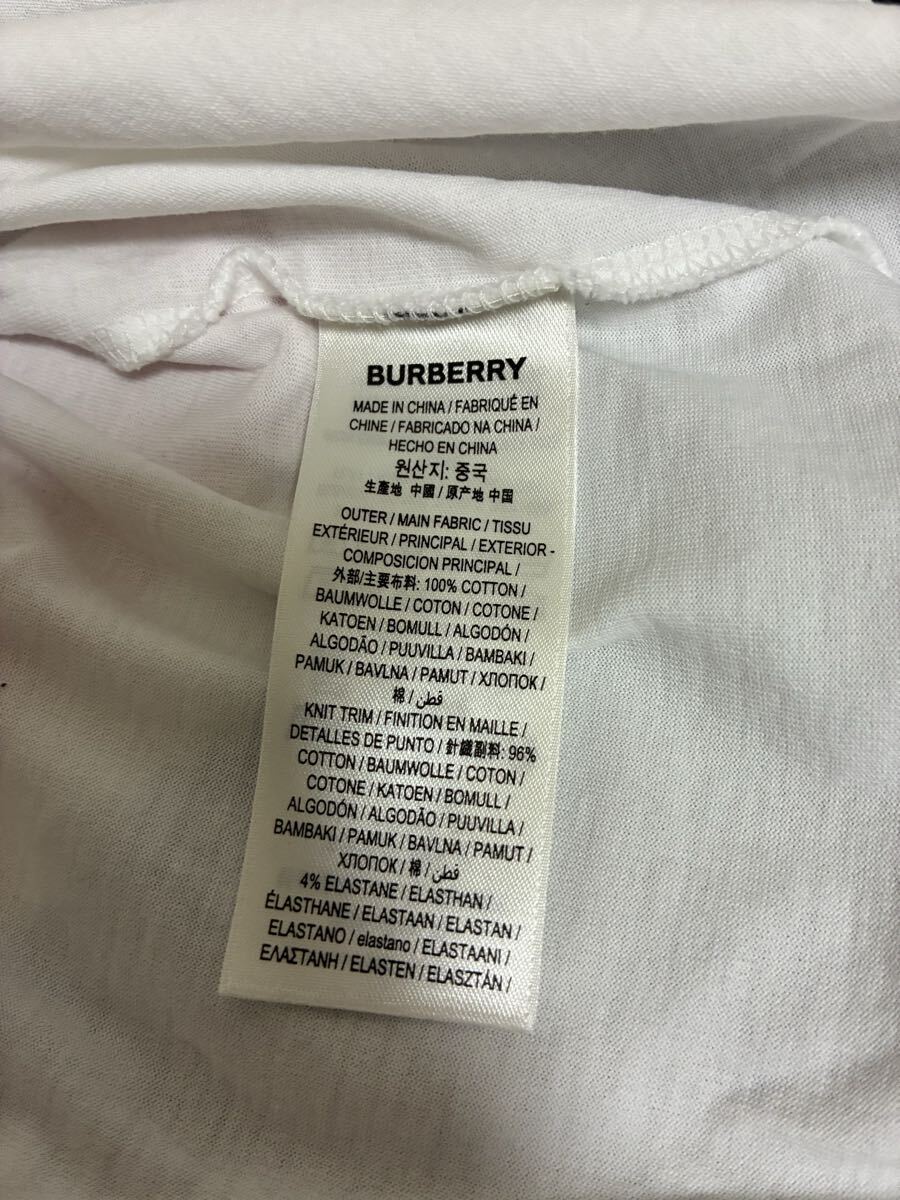 BURBERRY
MADE IN CHINA / FABRIQUÉ EN
CHINE / FABRICADO NA CHINA /
HECHO EN CHINA
원산지: 중국
生產地 中國 / 原产地 中国
OUTER / MAIN FABRIC / TISSU
EXTÉRIEUR / PRINCIPAL / EXTERIOR -
COMPOSICION PRINCIPAL /
外部/主要布料: 100% COTTON /
BAUMWOLLE / COTON / COTONE /
KATOEN / BOMULL / ALGODÓN /
ALGODÃO / PUUVILLA / BAMBAKI /
PAMUK / BAVLNA / PAMUT / ХЛОПОК /
棉 / قطن /
KNIT TRIM / FINITION EN MAILLE /
DETALLES DE PUNTO / 針織副料: 96%
COTTON / BAUMWOLLE / COTON /
COTONE / KATOEN / BOMULL /
ALGODÓN / ALGODÃO / PUUVILLA /
BAMBAKI / PAMUK / BAVLNA / PAMUT /
ХЛОПОК / 棉 / قطن /
4% ELASTANE / ELASTHAN /
ÉLASTHANE / ELASTAAN / ELASTAN /
ELASTANO / elastano / ELASTAANI /
ΕΛΑΣΤΑΝΗ / ELASTEN / ELASZTÁN /